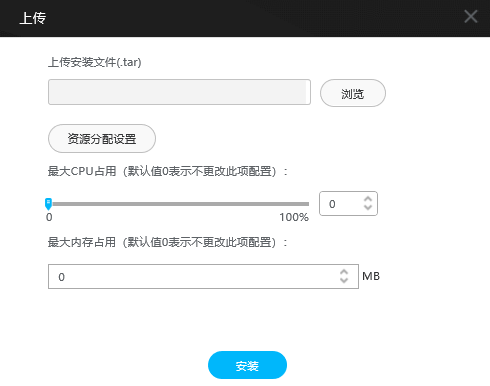 上传
上传安装文件(.tar)
浏览
资源分配设置
最大CPU占用（默认值0表示不更改此项配置）：
0
0 100%
最大内存占用（默认值0表示不更改此项配置）：
0 MB
安装